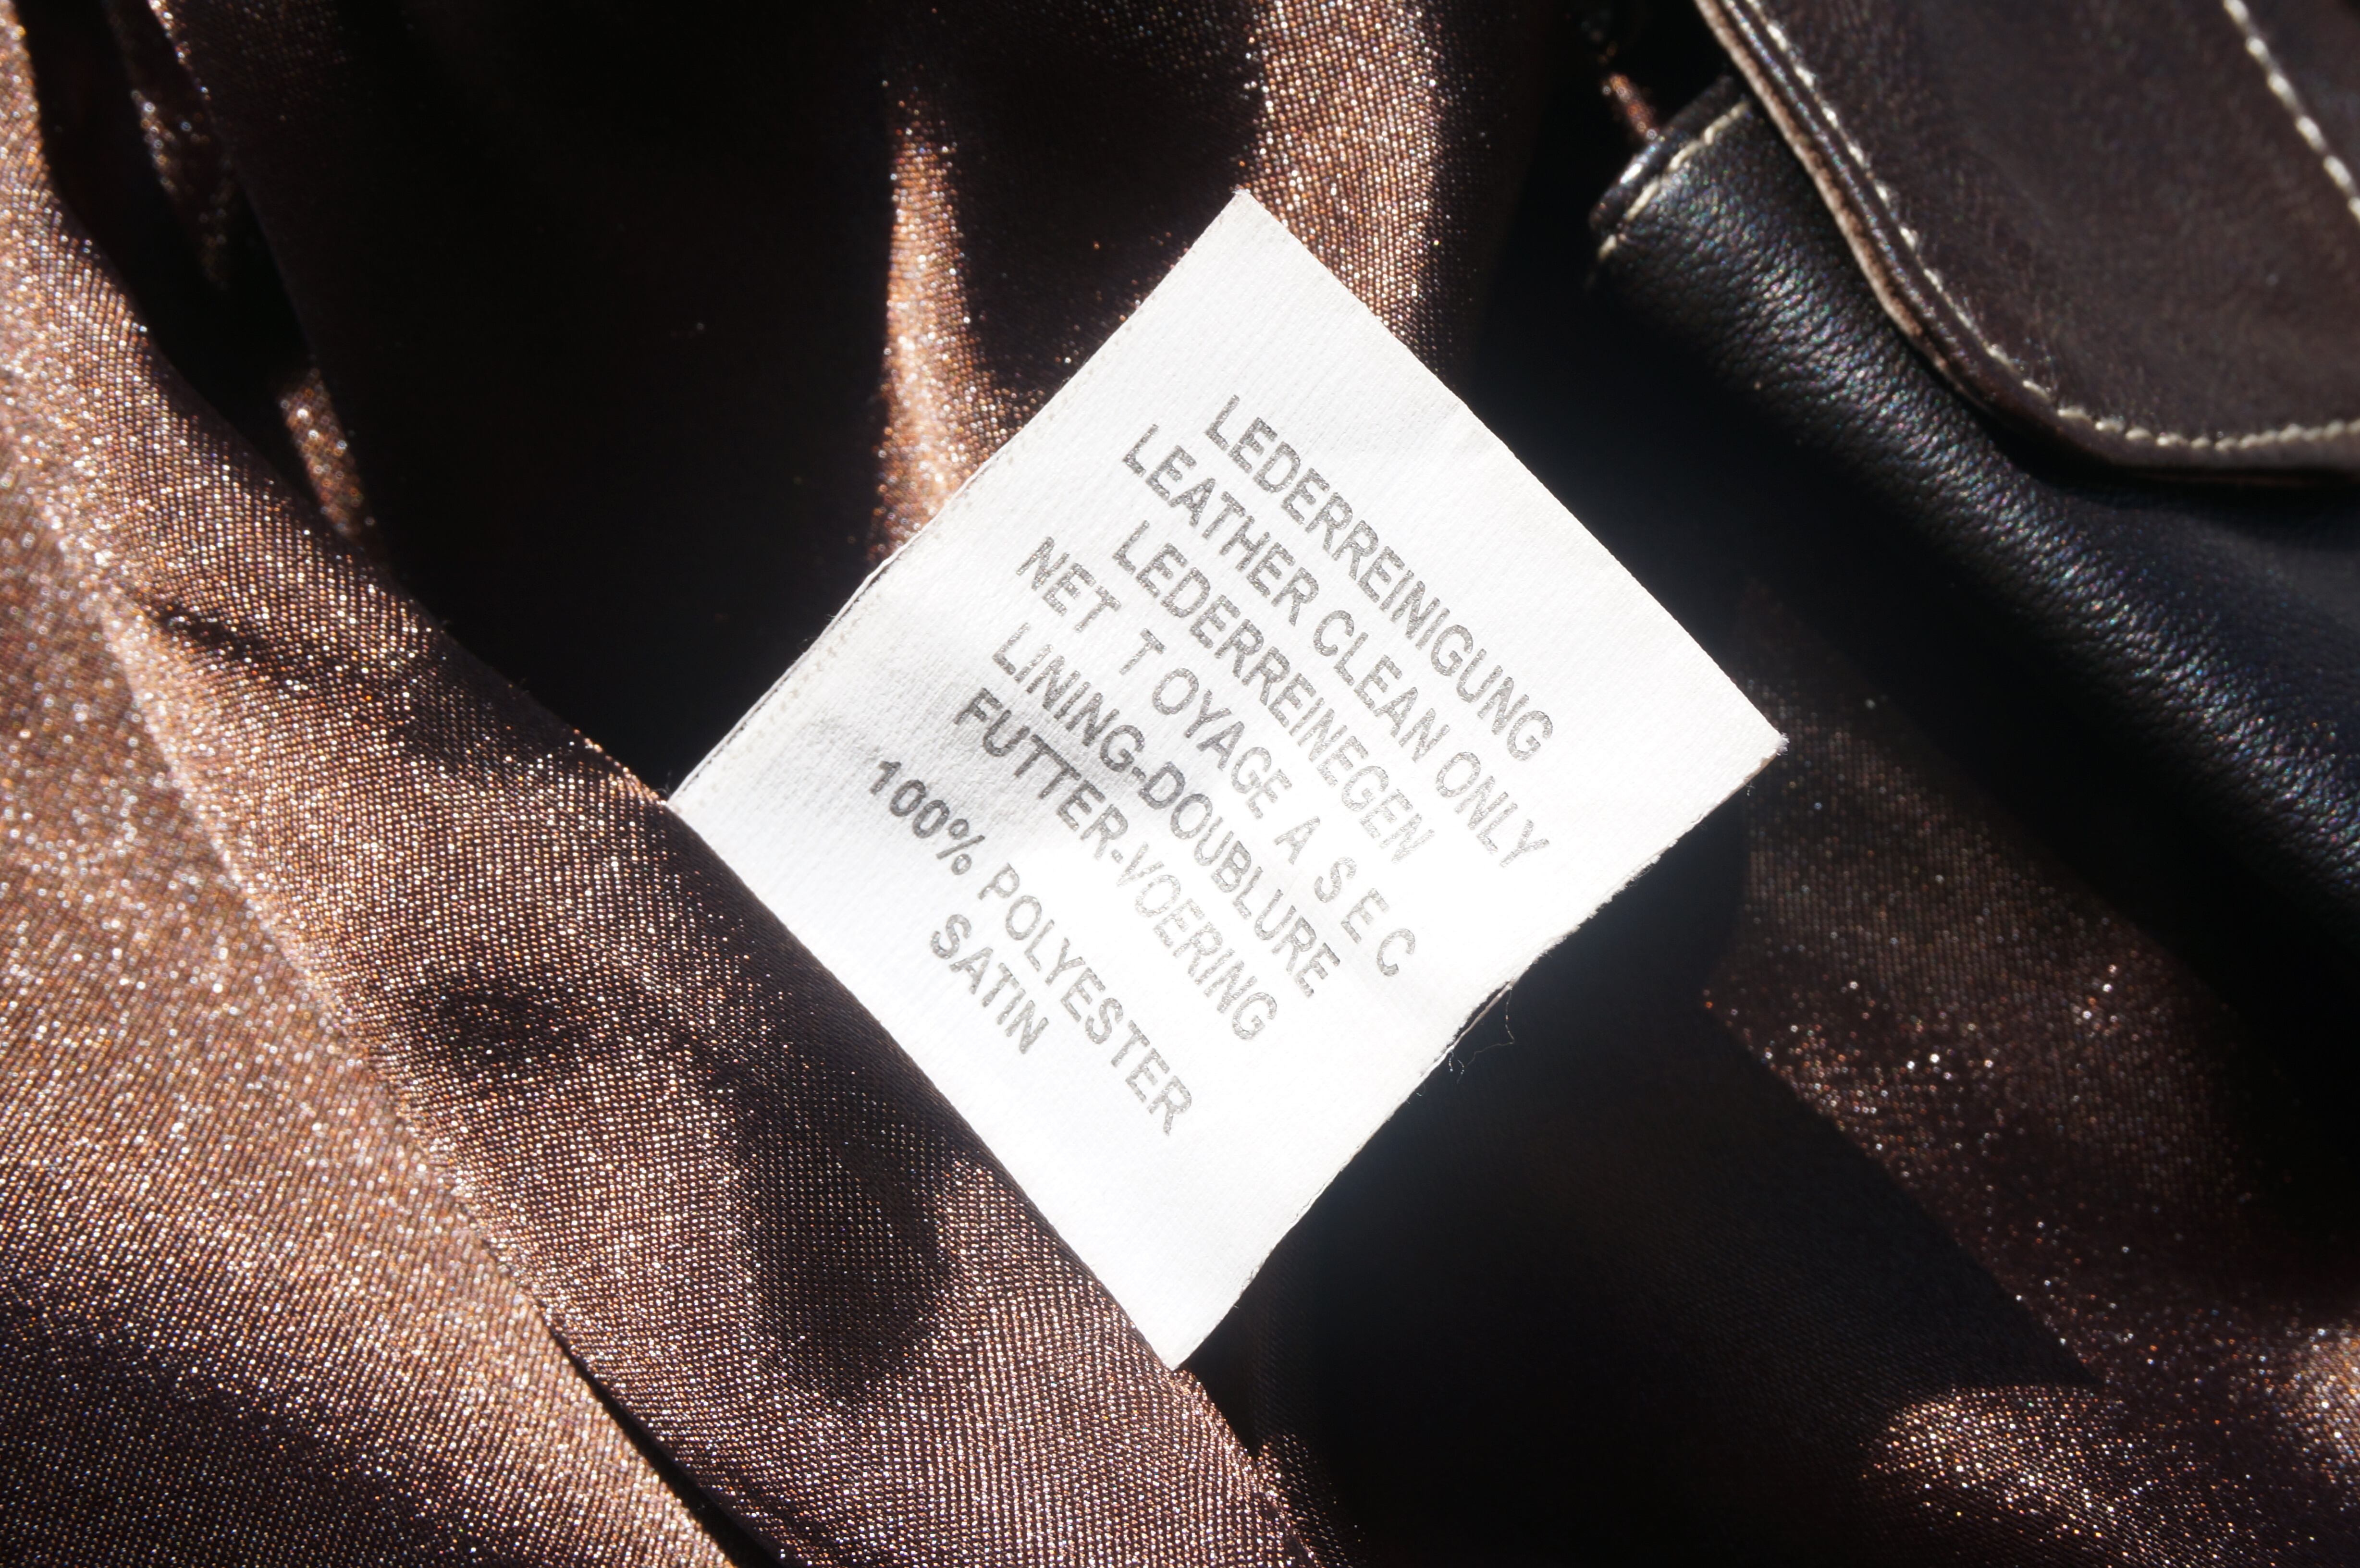 LEDERREINIGUNG
LEATHER CLEAN ONLY
LEDERREINEGEN
NET T OYAGE A S E C
LINING-DOUBLURE
FUTTER-VOERING
100% POLYESTER
SATIN